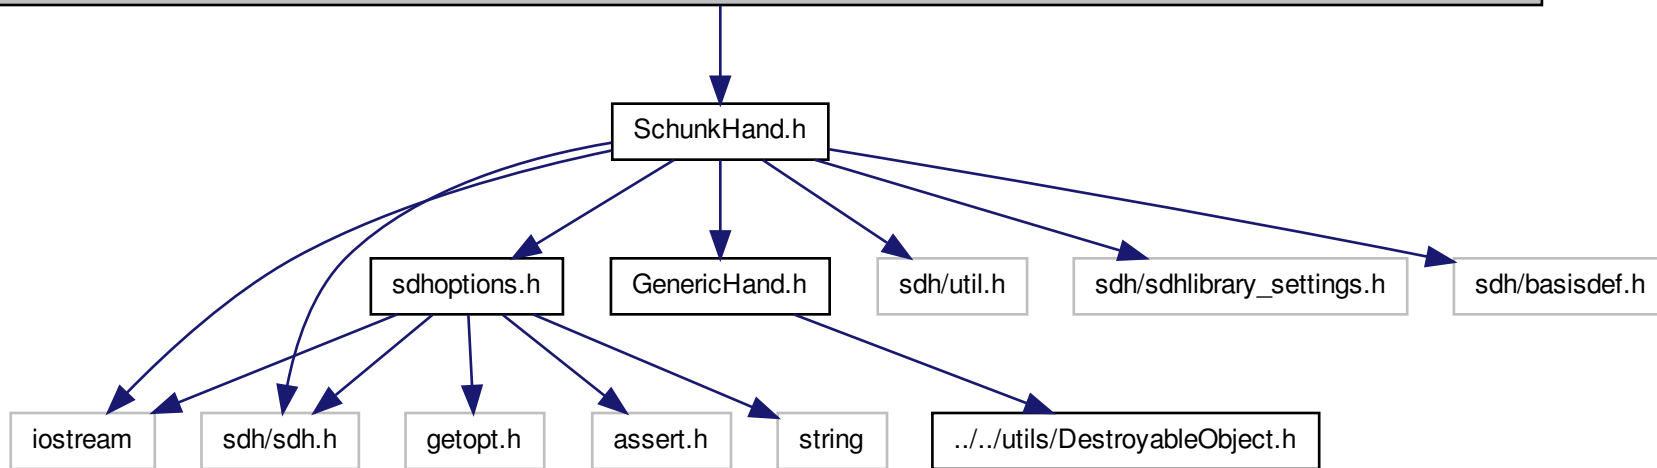 SchunkHand.h
sdhoptions.h
GenericHand.h
sdh/util.h
sdh/sdhlibrary_settings.h
sdh/basisdef.h
iostream
sdh/sdh.h
getopt.h
assert.h
string
../../utils/DestroyableObject.h